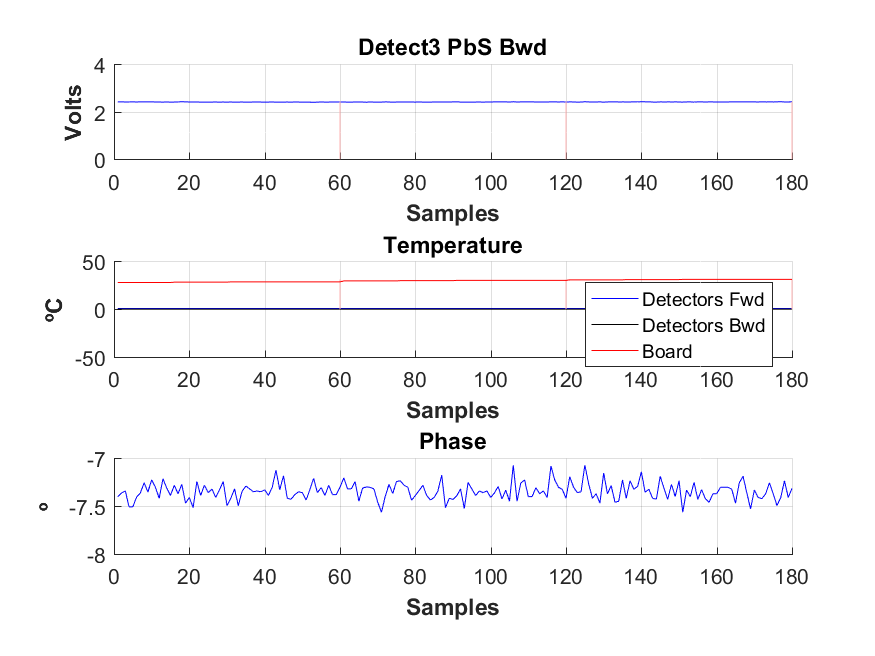 Detect3 PbS Bwd
4
2
0
Volts
0 20 40 60 80 100 120 140 160 180
Samples
Temperature
50
0
-50
ºC
Detectors Fwd
Detectors Bwd
Board
0 20 40 60 80 100 120 140 160 180
Samples
Phase
-7
-7.5
-8
º
0 20 40 60 80 100 120 140 160 180
Samples